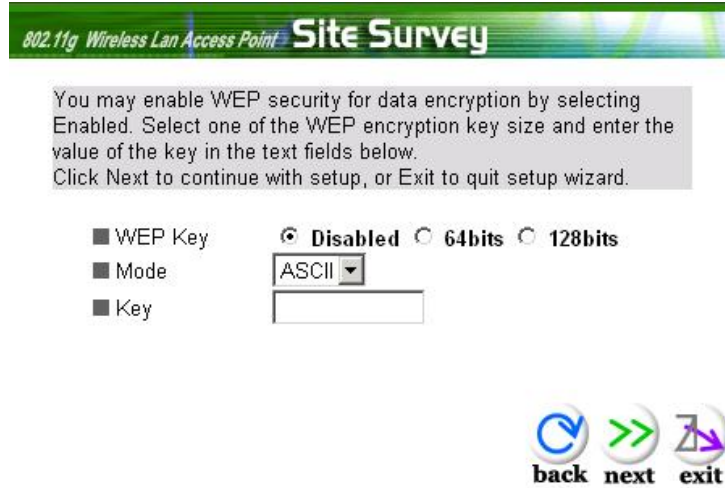 802.11g Wireless Lan Access Point Site Survey
You may enable WEP security for data encryption by selecting
Enabled. Select one of the WEP encryption key size and enter the
value of the key in the text fields below.
Click Next to continue with setup, or Exit to quit setup wizard.
WEP Key Disabled 64bits 128bits
Mode ASCII
Key
back next exit